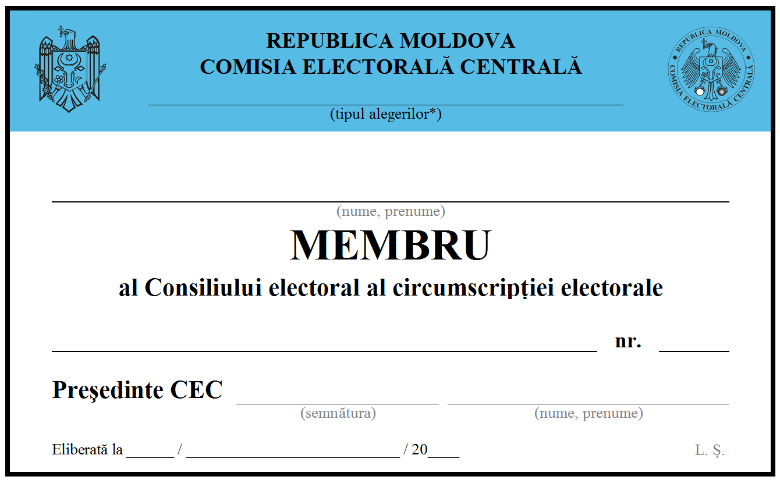 REPUBLICA MOLDOVA
COMISIA ELECTORALĂ CENTRALĂ
(tipul alegerilor*)
REPUBLICA MOLDOVA
COMISIA ELECTORALĂ CENTRALĂ
(nume, prenume)
MEMBRU
al Consiliului electoral al circumscripției electorale
nr.
Preşedinte CEC
(semnătura) (nume, prenume)
Eliberată la ______ / __________________________ / 20____ L. Ș.